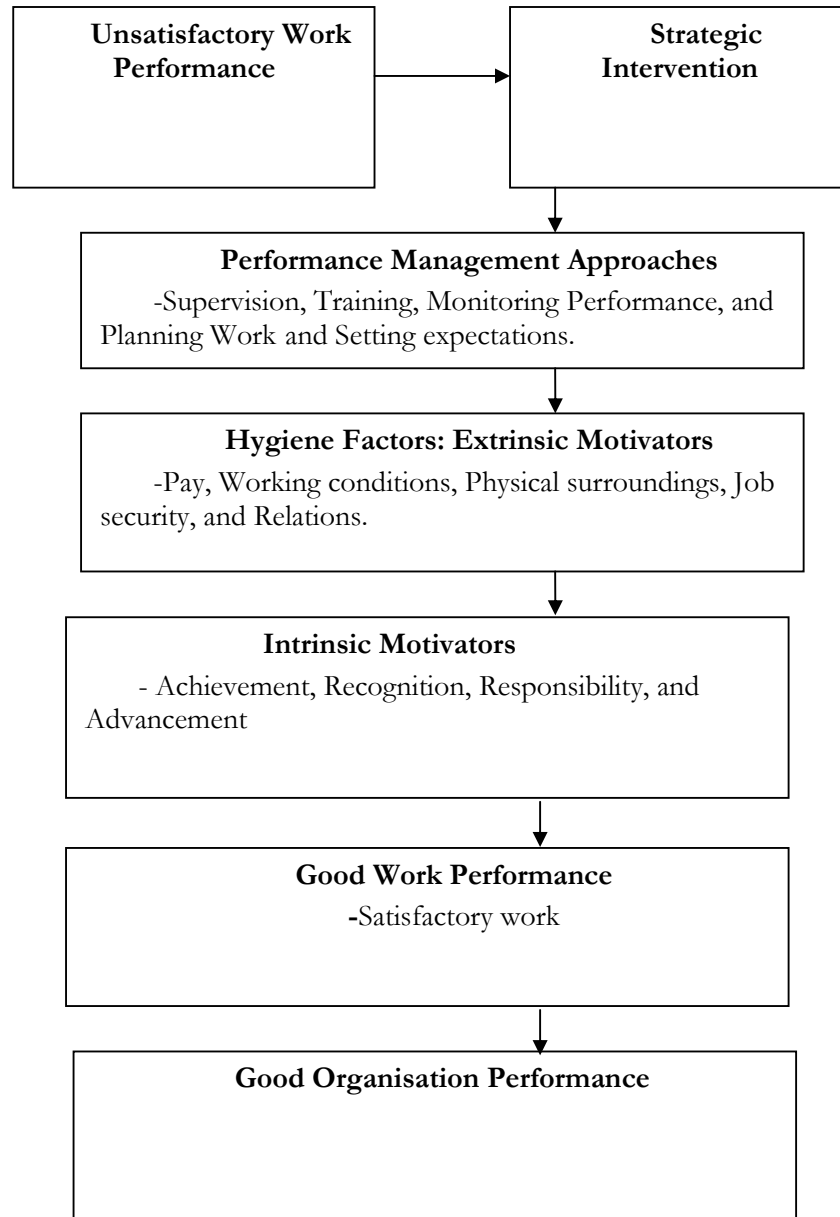 Unsatisfactory Work
Performance
Strategic
Intervention
Performance Management Approaches
-Supervision, Training, Monitoring Performance, and
Planning Work and Setting expectations.
Hygiene Factors: Extrinsic Motivators
-Pay, Working conditions, Physical surroundings, Job
security, and Relations.
Intrinsic Motivators
- Achievement, Recognition, Responsibility, and
Advancement
Good Work Performance
-Satisfactory work
Good Organisation Performance